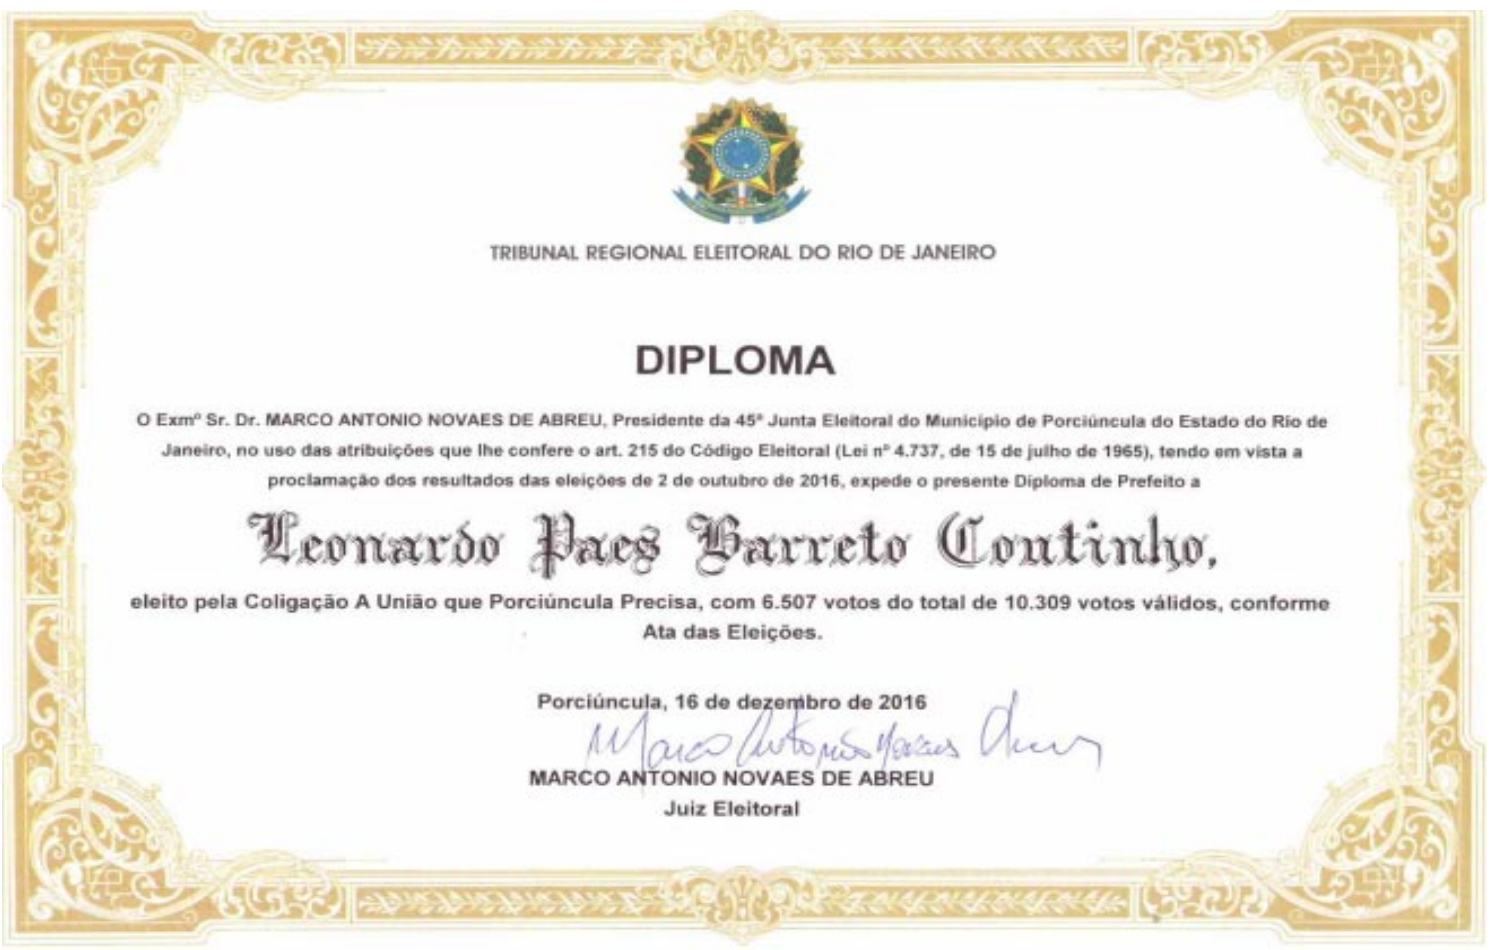 TRIBUNAL REGIONAL ELEITORAL DO RIO DE JANEIRO
DIPLOMA
O Exmº Sr. Dr. MARCO ANTONIO NOVAES DE ABREU, Presidente da 45ª Junta Eleitoral do Município de Porciúncula do Estado do Rio de
Janeiro, no uso das atribuições que lhe confere o art. 215 do Código Eleitoral (Lei nº 4.737, de 15 de julho de 1965), tendo em vista a
proclamação dos resultados das eleições de 2 de outubro de 2016, expede o presente Diploma de Prefeito a
Leonardo Paes Barreto Coutinho,
eleito pela Coligação A União que Porciúncula Precisa, com 6.507 votos do total de 10.309 votos válidos, conforme
Ata das Eleições.
Porciúncula, 16 de dezembro de 2016
Marco Antonio Novaes Abreu
MARCO ANTONIO NOVAES DE ABREU
Juiz Eleitoral